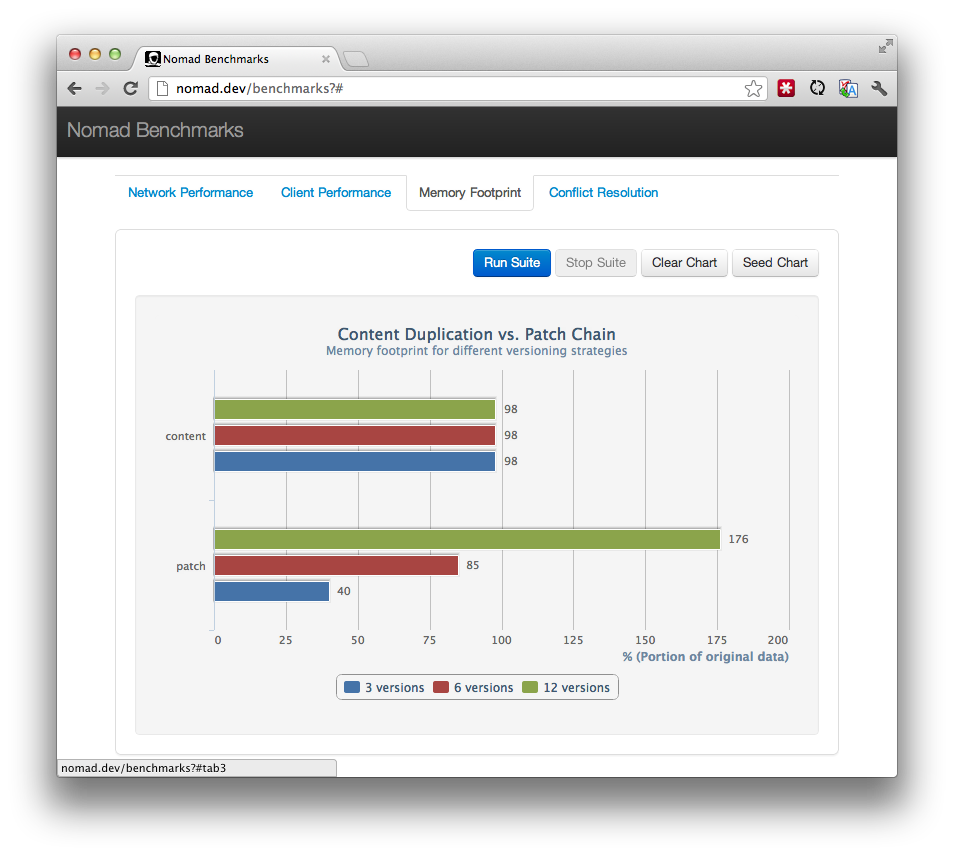 Nomad Benchmarks
nomad.dev/benchmarks?#
Nomad Benchmarks
Network Performance Client Performance Memory Footprint Conflict Resolution
Run Suite Stop Suite Clear Chart Seed Chart
Content Duplication vs. Patch Chain
Memory footprint for different versioning strategies
98
content 98
98
176
patch 85
40
0 25 50 75 100 125 150 175 200
% (Portion of original data)
3 versions 6 versions 12 versions
nomad.dev/benchmarks?#tab3